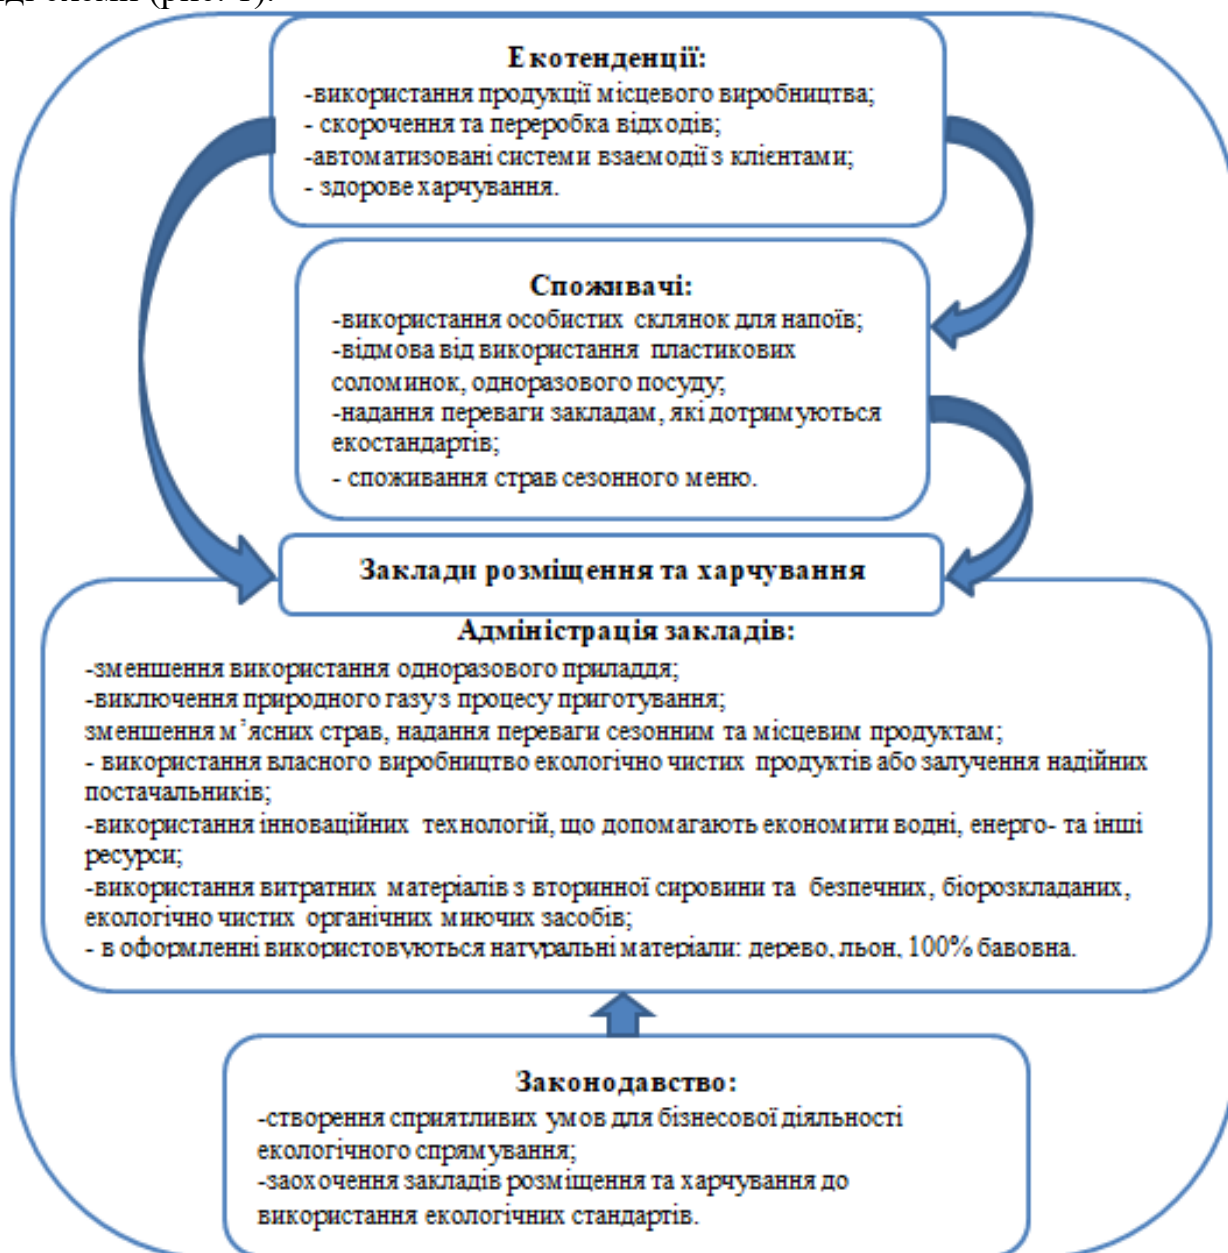 (рис. 1).
Екотенденції:
-використання продукції місцевого виробництва;
- скорочення та переробка відходів;
-автоматизовані системи взаємодії з клієнтами;
- здорове харчування.
Споживачі:
-використання особистих склянок для напоїв;
-відмова від використання пластикових
соломинок, одноразового посуду;
-надання переваги закладам, які дотримуються
екостандартів;
- споживання страв сезонного меню.
Заклади розміщення та харчування
Адміністрація закладів:
-зменшення використання одноразового приладдя;
-виключення природного газу з процесу приготування;
зменшення м’ясних страв, надання переваги сезонним та місцевим продуктам;
- використання власного виробництво екологічно чистих продуктів або залучення надійних
постачальників;
-використання інноваційних технологій, що допомагають економити водні, енерго- та інші
ресурси;
-використання витратних матеріалів з вторинної сировини та безпечних, біорозкладаних,
екологічно чистих органічних миючих засобів;
- в оформленні використовуються натуральні матеріали: дерево, льон, 100% бавовна.
Законодавство:
-створення сприятливих умов для бізнесової діяльності
екологічного спрямування;
-заохочення закладів розміщення та харчування до
використання екологічних стандартів.